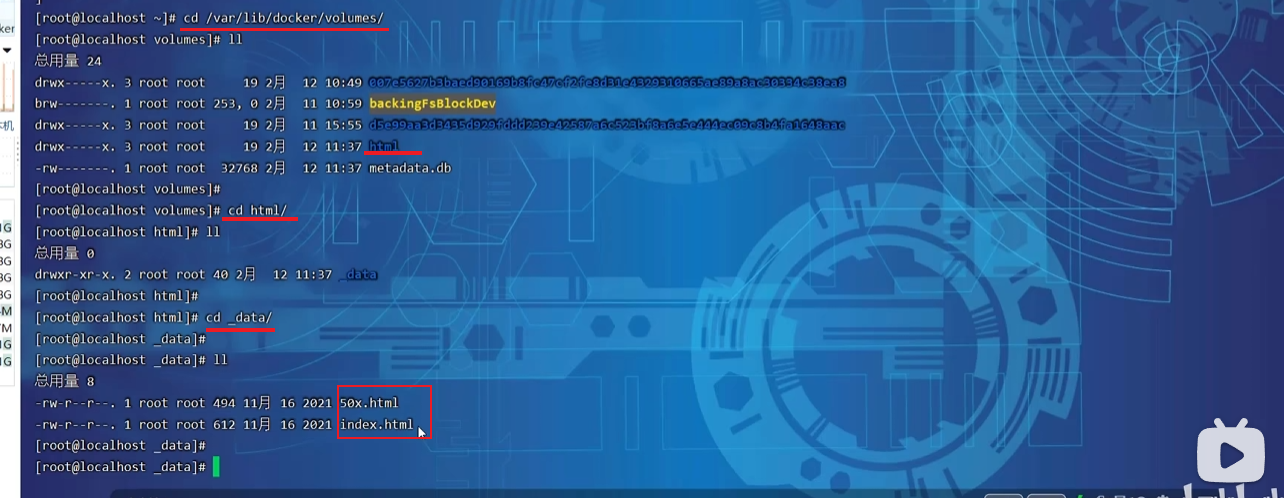 [root@localhost ~]# cd /var/lib/docker/volumes/
[root@localhost volumes]# ll
总用量 24
drwx-----x. 3 root root     19 2月  12 10:49
brw-------. 1 root root 253, 0 2月  11 10:59 backingFsBlockDev
drwx-----x. 3 root root     19 2月  11 15:55
drwx-----x. 3 root root     19 2月  12 11:37 html
-rw-------. 1 root root  32768 2月  12 11:37 metadata.db
[root@localhost volumes]#
[root@localhost volumes]# cd html/
[root@localhost html]# ll
总用量 0
drwxr-xr-x. 2 root root 40 2月  12 11:37 _data
[root@localhost html]#
[root@localhost html]# cd _data/
[root@localhost _data]#
[root@localhost _data]# ll
总用量 8
-rw-r--r--. 1 root root 494 11月 16 2021 50x.html
-rw-r--r--. 1 root root 612 11月 16 2021 index.html
[root@localhost _data]#
[root@localhost _data]#